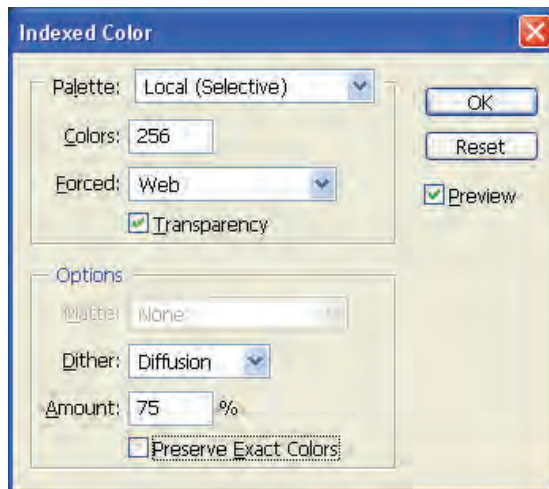 Indexed Color
Palette: Local (Selective)
OK
Colors: 256
Reset
Forced: Web
Preview
Transparency
Options
Matte: None
Dither: Diffusion
Amount: 75 %
Preserve Exact Colors